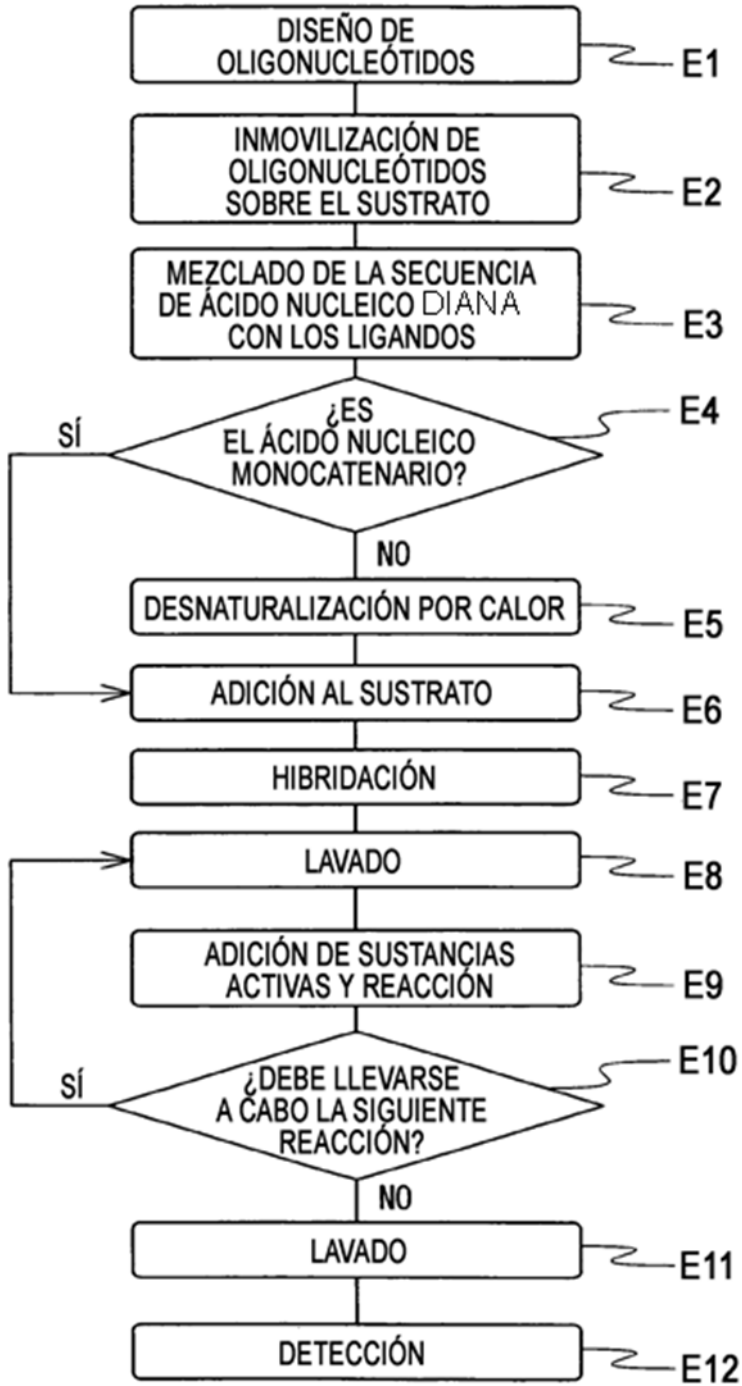 DISEÑO DE
OLIGONUCLEÓTIDOS
E1
INMOVILIZACIÓN DE
OLIGONUCLEÓTIDOS
SOBRE EL SUSTRATO
E2
MEZCLADO DE LA SECUENCIA
DE ÁCIDO NUCLEICO DIANA
CON LOS LIGANDOS
E3
¿ES
EL ÁCIDO NUCLEICO
MONOCATENARIO?
E4
SÍ
NO
DESNATURALIZACIÓN POR CALOR
E5
ADICIÓN AL SUSTRATO
E6
HIBRIDACIÓN
E7
LAVADO
E8
ADICIÓN DE SUSTANCIAS
ACTIVAS Y REACCIÓN
E9
¿DEBE LLEVARSE
A CABO LA SIGUIENTE
REACCIÓN?
E10
SÍ
NO
LAVADO
E11
DETECCIÓN
E12